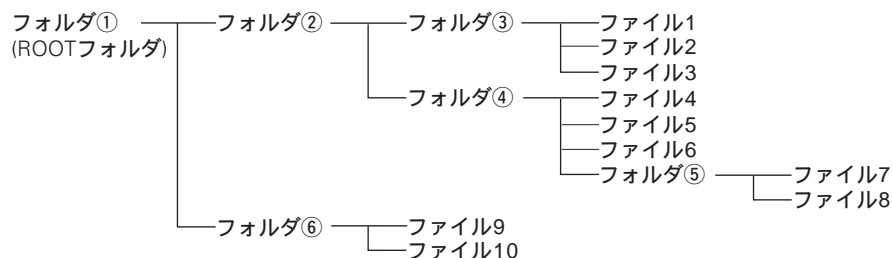 フォルダ① フォルダ② フォルダ③ ファイル1
(ROOTフォルダ) ファイル2
ファイル3
フォルダ④ ファイル4
ファイル5
ファイル6
フォルダ⑤ ファイル7
ファイル8
フォルダ⑥ ファイル9
ファイル10